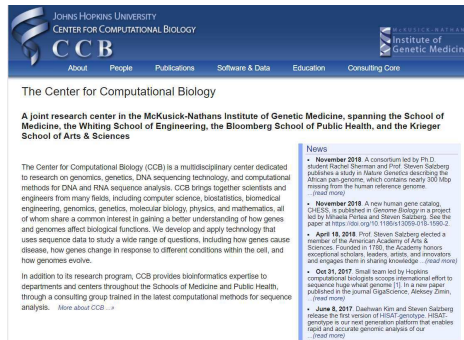 JOHNS HOPKINS UNIVERSITY
CENTER FOR COMPUTATIONAL BIOLOGY
CCB
MCKUSICK-NATHAN
Institute of
Genetic Medicin
About People Publications Software & Data Education Consulting Core
The Center for Computational Biology
A joint research center in the McKusick-Nathans Institute of Genetic Medicine, spanning the School of
Medicine, the Whiting School of Engineering, the Bloomberg School of Public Health, and the Krieger
School of Arts & Sciences
The Center for Computational Biology (CCB) is a multidisciplinary center dedicated
to research on genomics, genetics, DNA sequencing technology, and computational
methods for DNA and RNA sequence analysis. CCB brings together scientists and
engineers from many fields, including computer science, biostatistics, biomedical
engineering, genomics, genetics, molecular biology, physics, and mathematics, all
of whom share a common interest in gaining a better understanding of how genes
and genomes affect biological functions. We develop and apply technology that
uses sequence data to study a wide range of questions, including how genes cause
disease, how genes change in response to different conditions within the cell, and
how genomes evolve.
In addition to its research program, CCB provides bioinformatics expertise to
departments and centers throughout the Schools of Medicine and Public Health,
through a consulting group trained in the latest computational methods for sequence
analysis. More about CCB ...»
News
• November 2018. A consortium led by Ph.D.
student Rachel Sherman and Prof. Steven Salzberg
publishes a study in Nature Genetics describing the
African pan-genome, which contains nearly 300 Mbp
missing from the human reference genome.
...(read more)
• November 2018. A new human gene catalog,
CHESS, is published in Genome Biology in a project
led by Mihaela Pertea and Steven Salzberg. See the
paper at https://doi.org/10.1186/s13059-018-1590-2.
• April 18, 2018. Prof. Steven Salzberg elected a
member of the American Academy of Arts &
Sciences. Founded in 1780, the Academy honors
exceptional scholars, leaders, artists, and innovators
and engages them in sharing knowledge ...(read more)
• Oct 31, 2017. Small team led by Hopkins
computational biologists scoops international effort to
sequence huge wheat genome [1]. In a new paper
published in the journal GigaScience, Aleksey Zimin,
...(read more)
• June 8, 2017. Daehwan Kim and Steven Salzberg
release the first version of HISAT-genotype. HISAT-
genotype is our next generation platform that enables
rapid and accurate genomic analysis of our
...(read more)